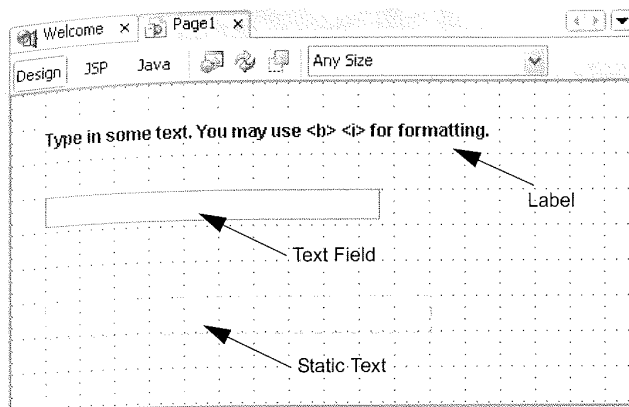 Welcome × Page1 ×
Design JSP Java Any Size
Type in some text. You may use <b> <i> for formatting.
Label
Text Field
Static Text